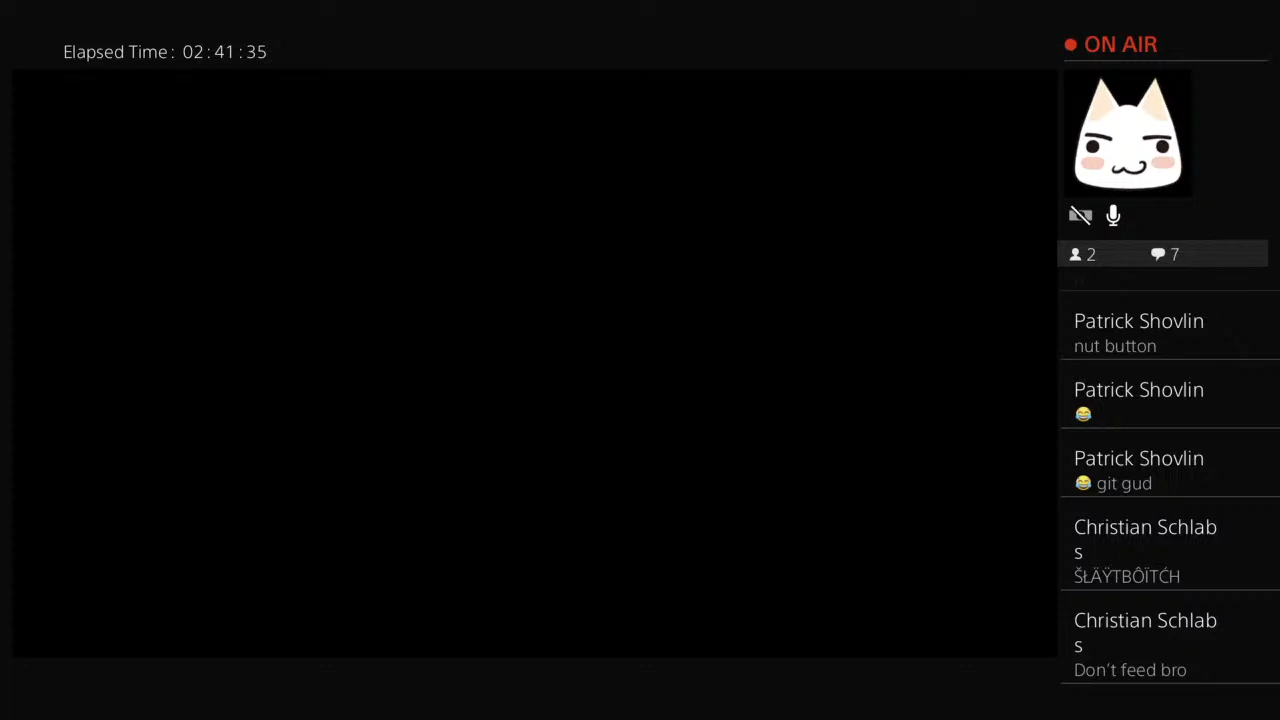 Elapsed Time: 02:41:35
ON AIR
2 7
Patrick Shovlin
nut button
Patrick Shovlin
😂
Patrick Shovlin
😂 git gud
Christian Schlab
s
ŠŁÄŸTBÔÏTĆH
Christian Schlab
s
Don't feed bro